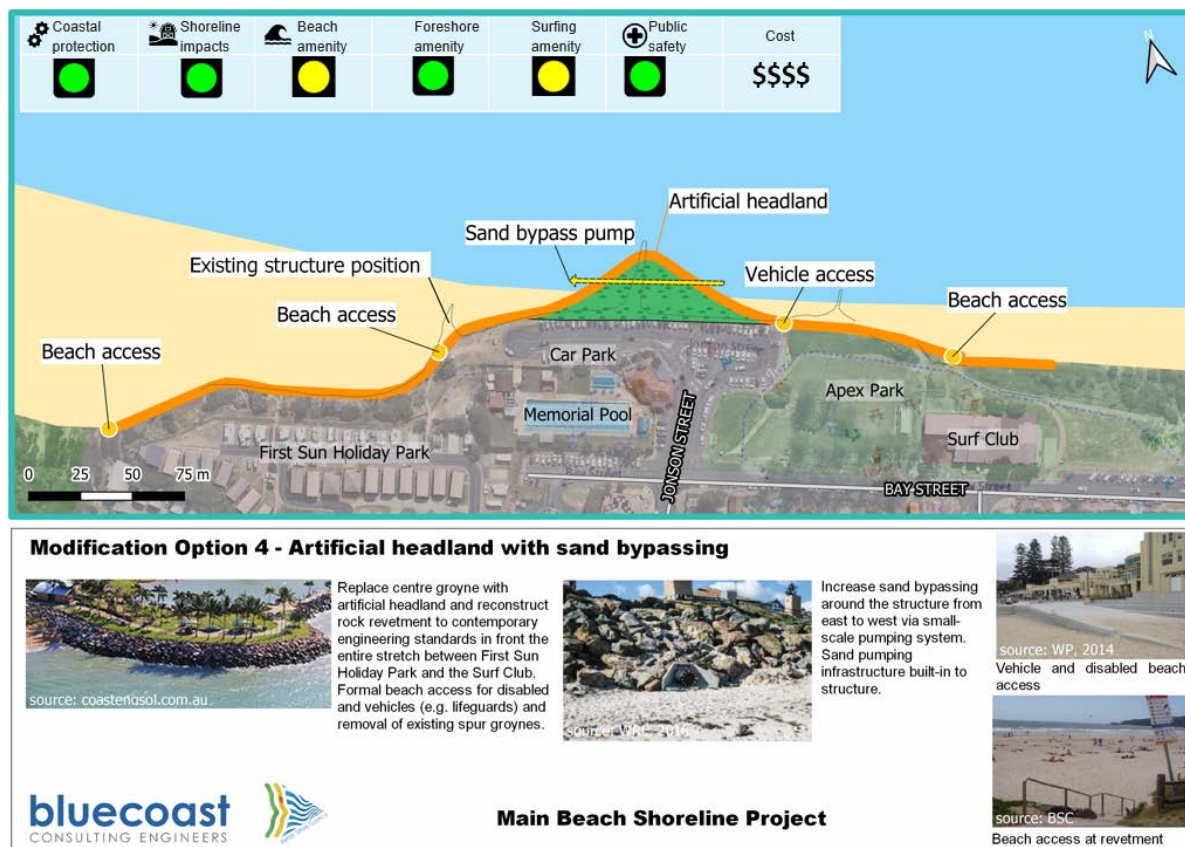 Coastal
protection
Shoreline
impacts
Beach
amenity
Foreshore
amenity
Surfing
amenity
Public
safety
Cost
$$$$
N
Artificial headland
Sand bypass pump
Existing structure position
Vehicle access
Beach access
Beach access
Beach access
Car Park
Apex Park
Memorial Pool
Surf Club
First Sun Holiday Park
JONSON STREET
BAY STREET
0 25 50 75 m
Modification Option 4 - Artificial headland with sand bypassing
source: coastengsol.com.au
Replace centre groyne with
artificial headland and reconstruct
rock revetment to contemporary
engineering standards in front the
entire stretch between First Sun
Holiday Park and the Surf Club.
Formal beach access for disabled
and vehicles (e.g. lifeguards) and
removal of existing spur groynes.
source: WRL, 2016
Increase sand bypassing
around the structure from
east to west via small-
scale pumping system.
Sand pumping
infrastructure built-in to
structure.
source: WP, 2014
Vehicle and disabled beach
access
source: BSC
Beach access at revetment
bluecoast
CONSULTING ENGINEERS
Main Beach Shoreline Project